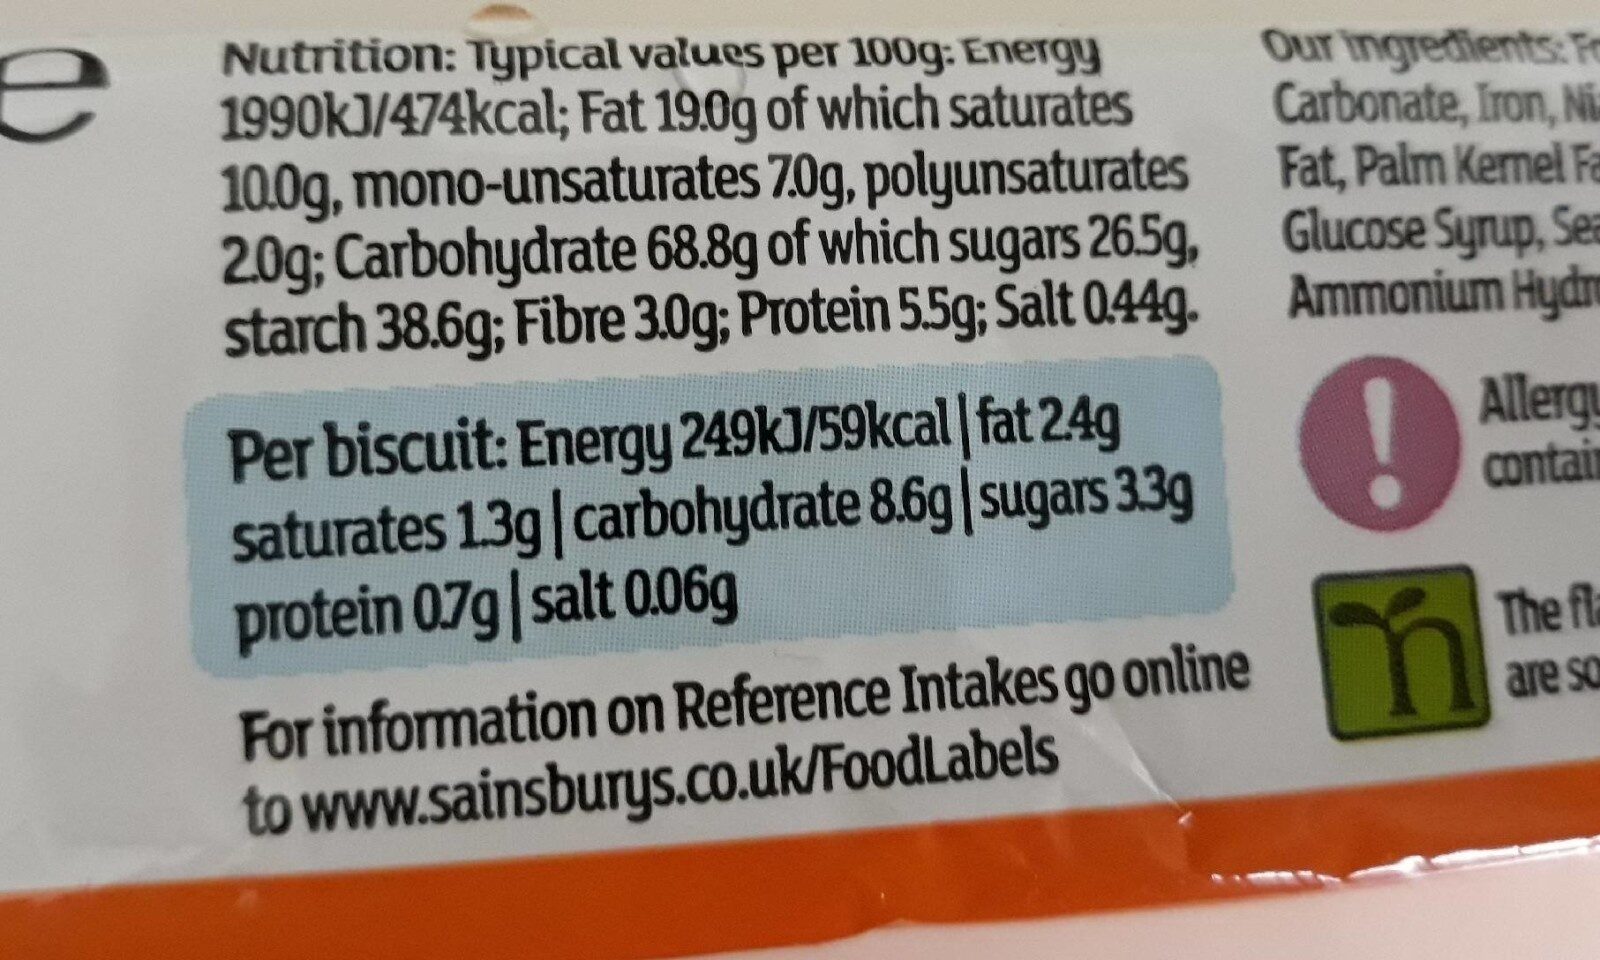 e
Nutrition: Typical values per 100g: Energy
1990kJ/474kcal; Fat 19.0g of which saturates
10.0g, mono-unsaturates 7.0g, polyunsaturates
2.0g; Carbohydrate 68.8g of which sugars 26.5g,
starch 38.6g; Fibre 3.0g; Protein 5.5g; Salt 0.44g.
Per biscuit: Energy 249kJ/59kcal | fat 2.4g
saturates 1.3g | carbohydrate 8.6g | sugars 3.3g
protein 0.7g | salt 0.06g
For information on Reference Intakes go online
to www.sainsburys.co.uk/FoodLabels
Our ingredients:
Carbonate, Iron,
Fat, Palm Kernel
Glucose Syrup,
Ammonium
!
n
The
are